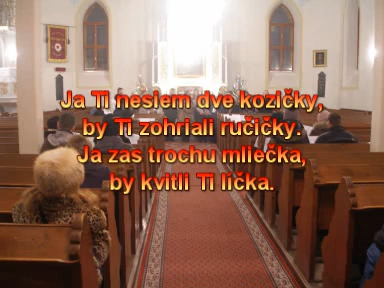 Ja Ti nesiem dve kozičky,
by Ti zohriali ručičky.
Ja zas trochu mliečka,
by kvitli Ti líčka.